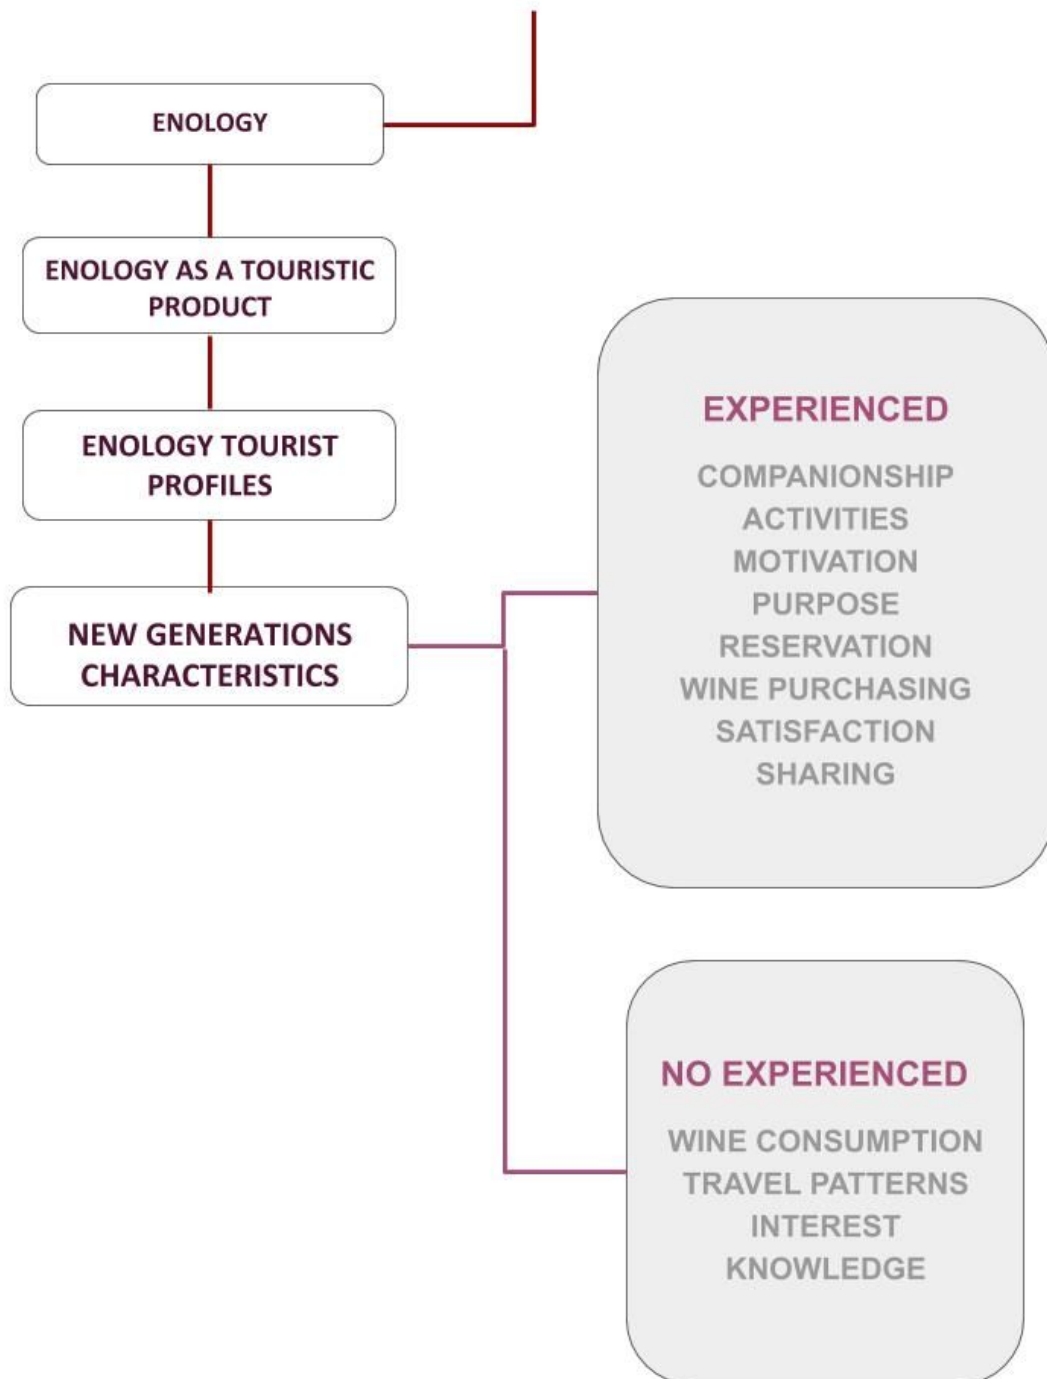 ENOLOGY
ENOLOGY AS A TOURISTIC
PRODUCT
ENOLOGY TOURIST
PROFILES
NEW GENERATIONS
CHARACTERISTICS
EXPERIENCED
COMPANIONSHIP
ACTIVITIES
MOTIVATION
PURPOSE
RESERVATION
WINE PURCHASING
SATISFACTION
SHARING
NO EXPERIENCED
WINE CONSUMPTION
TRAVEL PATTERNS
INTEREST
KNOWLEDGE